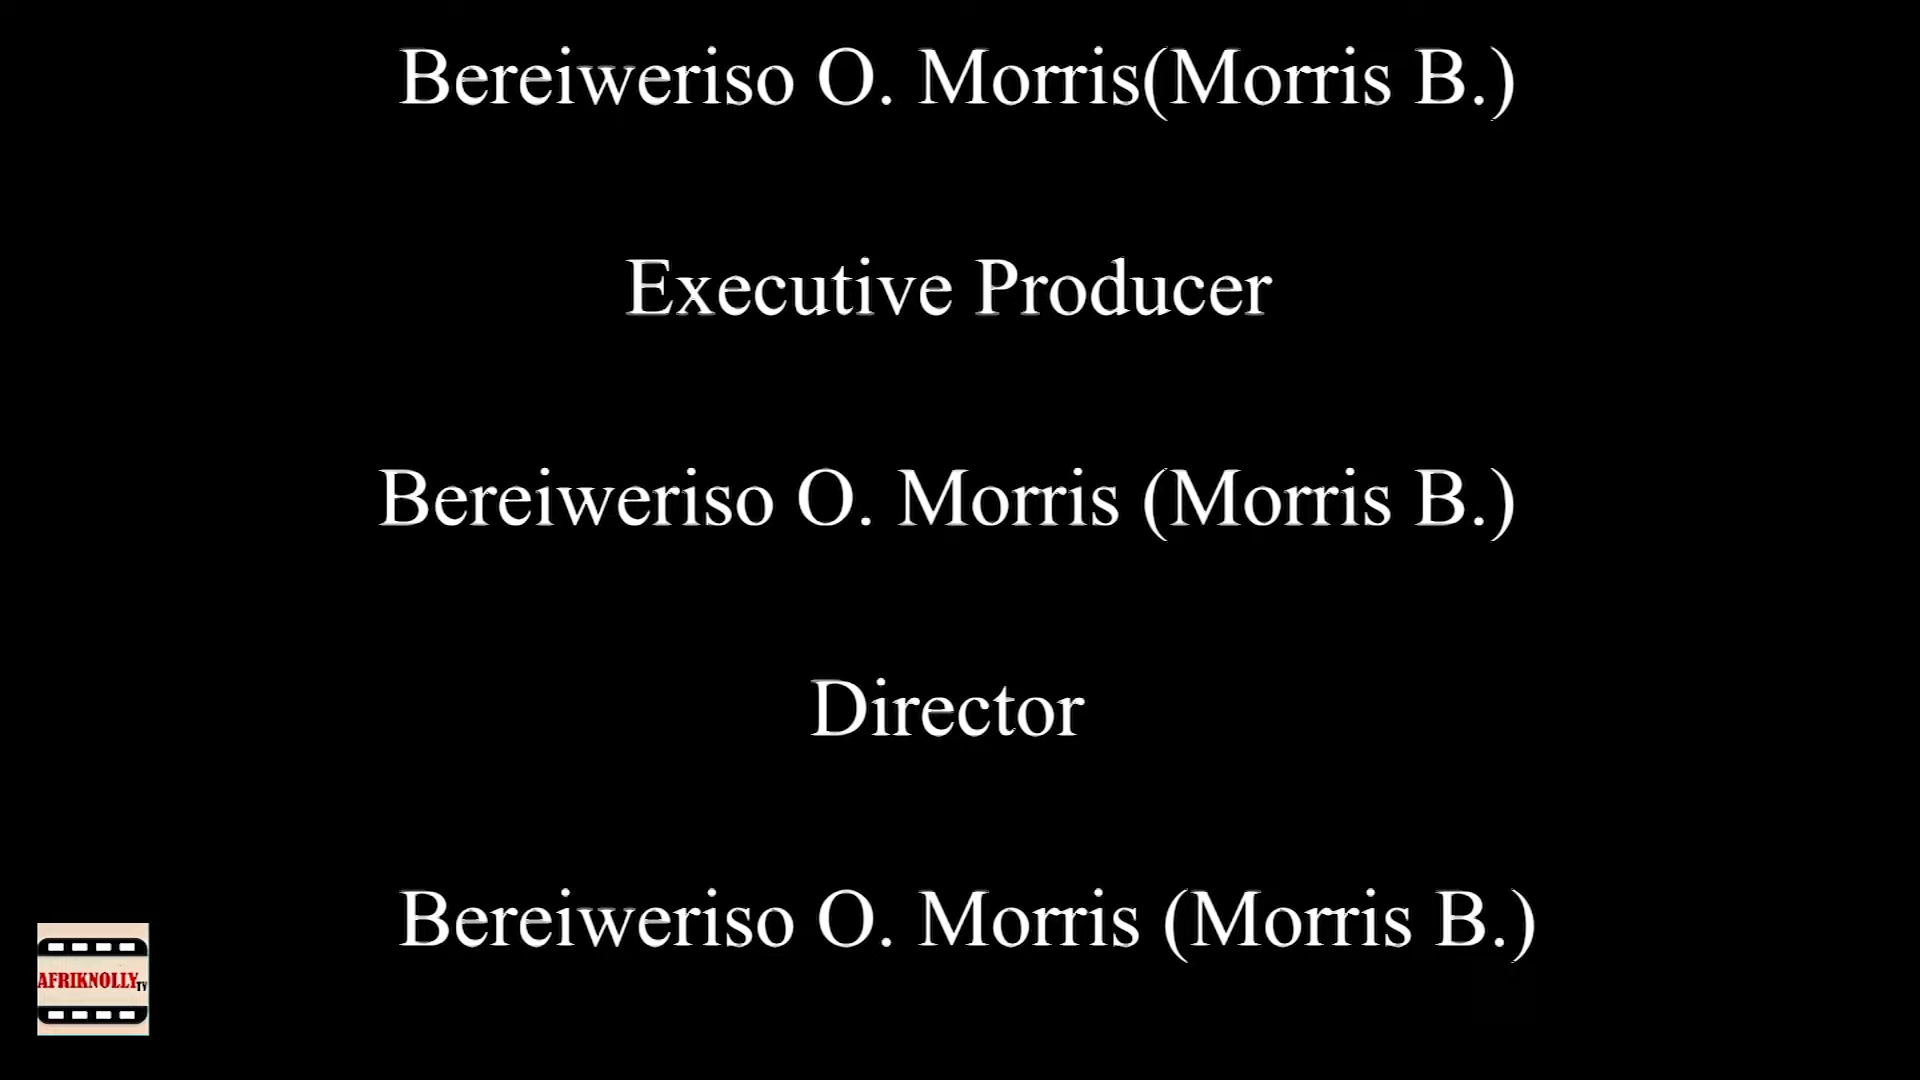 Bereiweriso O. Morris(Morris B.)
Executive Producer
Bereiweriso O. Morris (Morris B.)
Director
Bereiweriso O. Morris (Morris B.)
AFRIKNOLLY TV